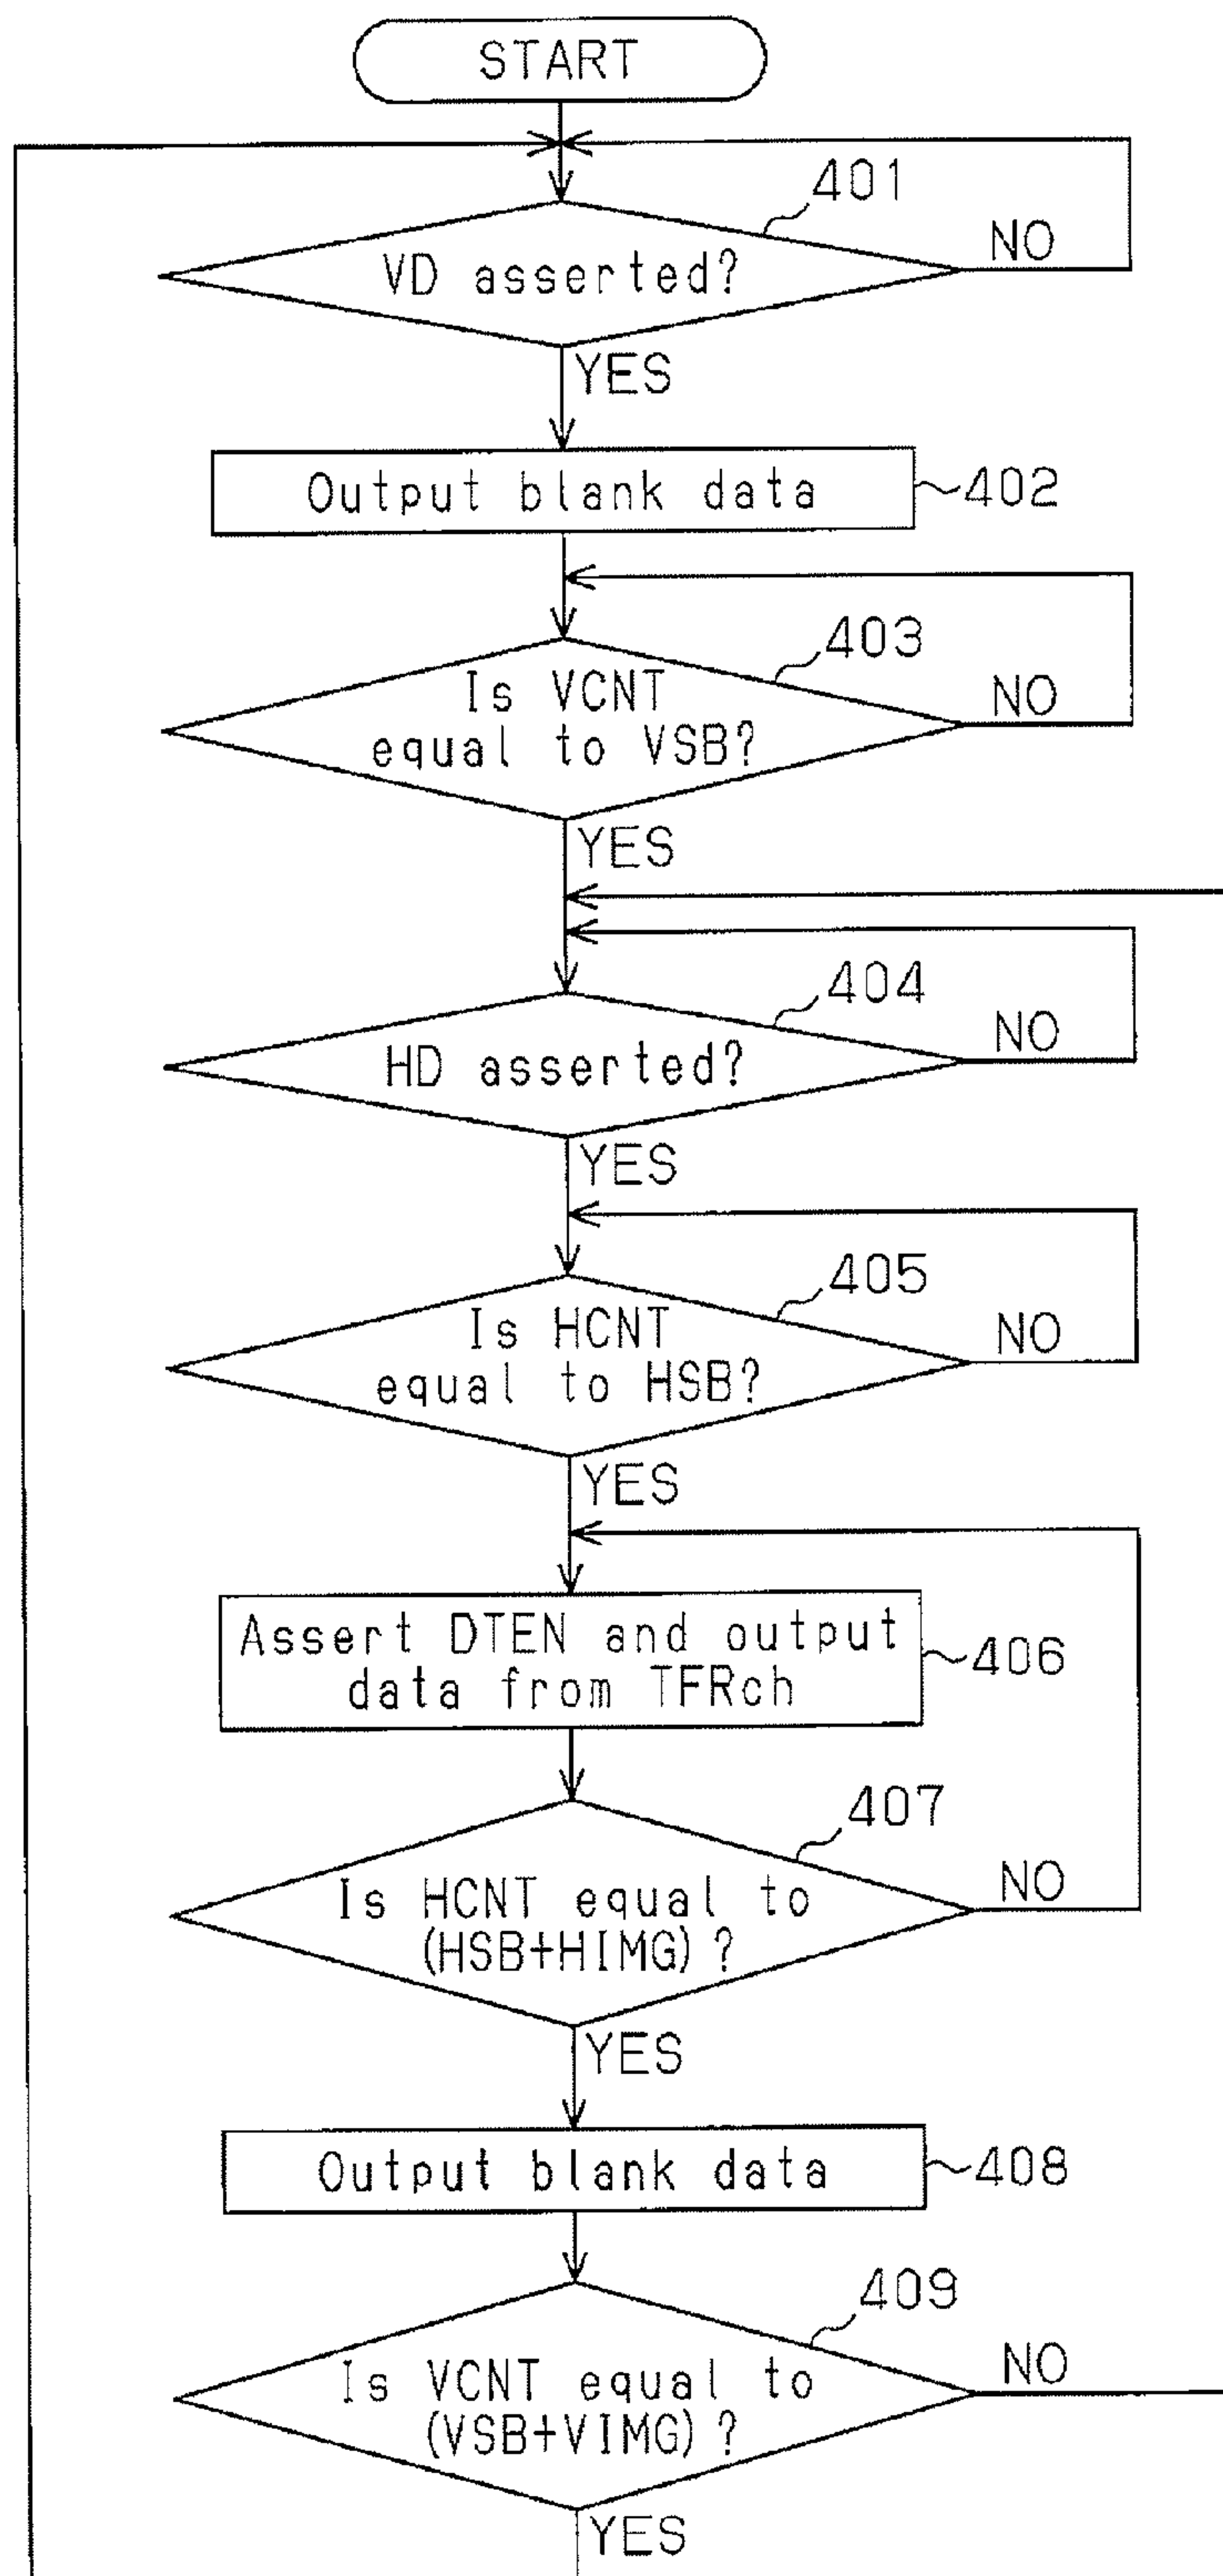 START
401
VD asserted?
NO
YES
Output blank data
402
403
Is VCNT
equal to VSB?
NO
YES
404
HD asserted?
NO
YES
405
Is HCNT
equal to HSB?
NO
YES
Assert DTEN and output
data from TFRch
406
407
Is HCNT equal to
(HSB+HIMG)?
NO
YES
Output blank data
408
409
Is VCNT equal to
(VSB+VIMG)?
NO
YES